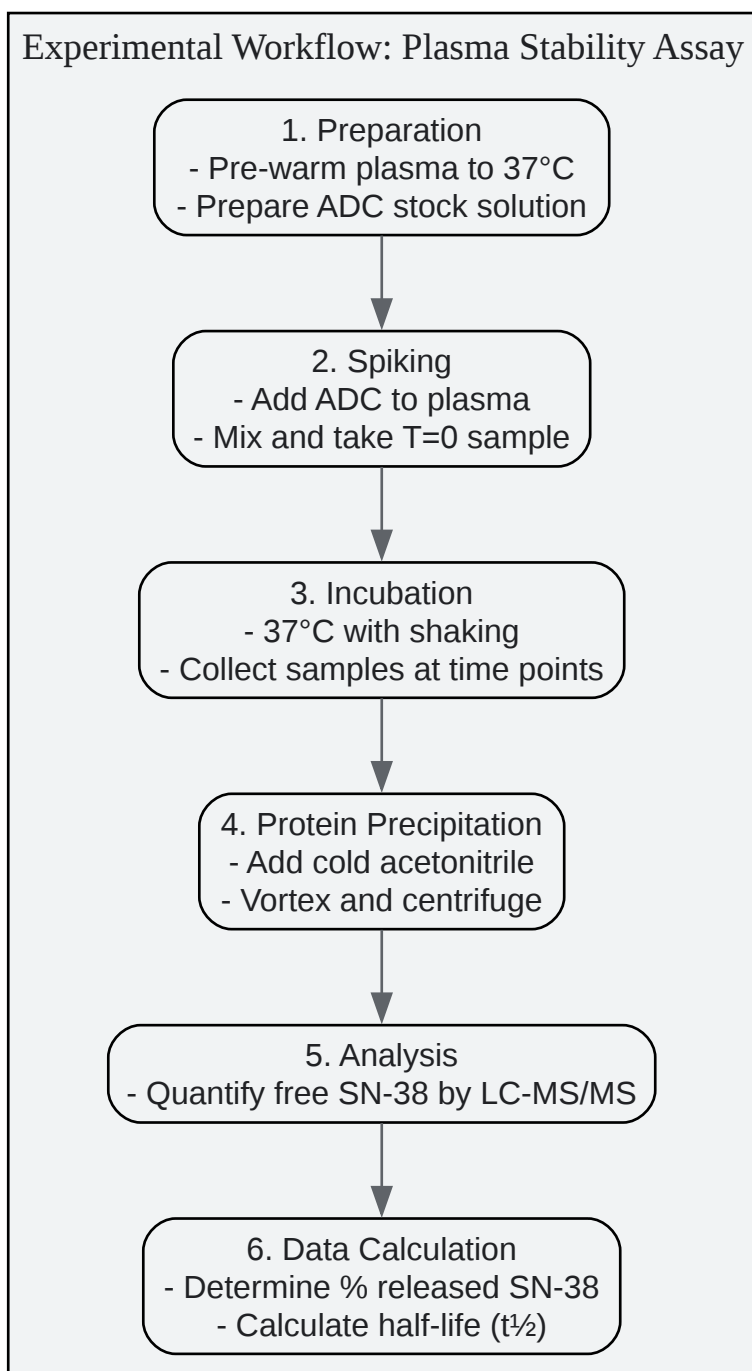 Experimental Workflow: Plasma Stability Assay
1. Preparation
- Pre-warm plasma to 37°C
- Prepare ADC stock solution
2. Spiking
- Add ADC to plasma
- Mix and take T=0 sample
3. Incubation
- 37°C with shaking
- Collect samples at time points
4. Protein Precipitation
- Add cold acetonitrile
- Vortex and centrifuge
5. Analysis
- Quantify free SN-38 by LC-MS/MS
6. Data Calculation
- Determine % released SN-38
- Calculate half-life (t½)